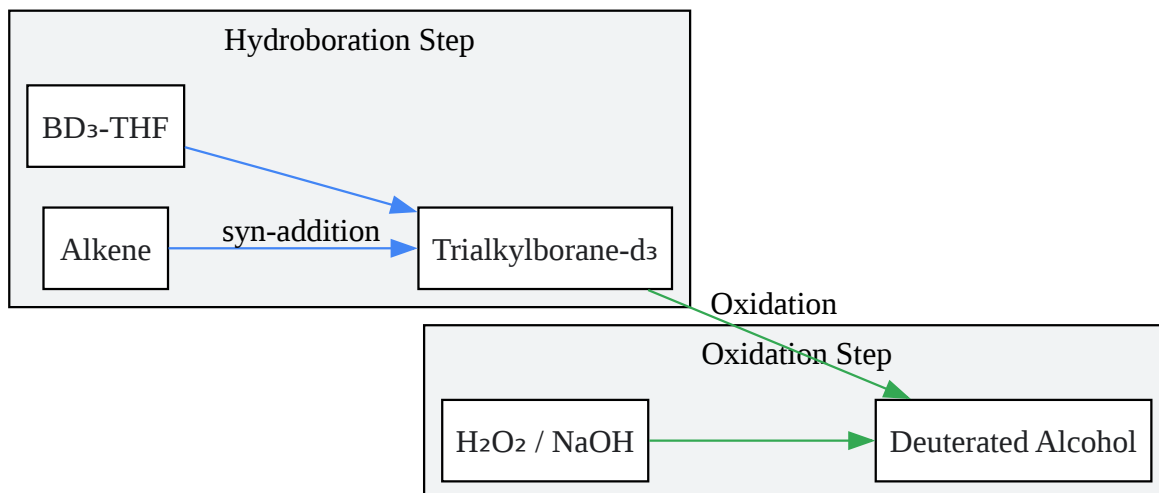 Hydroboration Step
BD₃-THF
Alkene
syn-addition
Trialkylborane-d₃
Oxidation
Oxidation Step
H₂O₂ / NaOH
Deuterated Alcohol